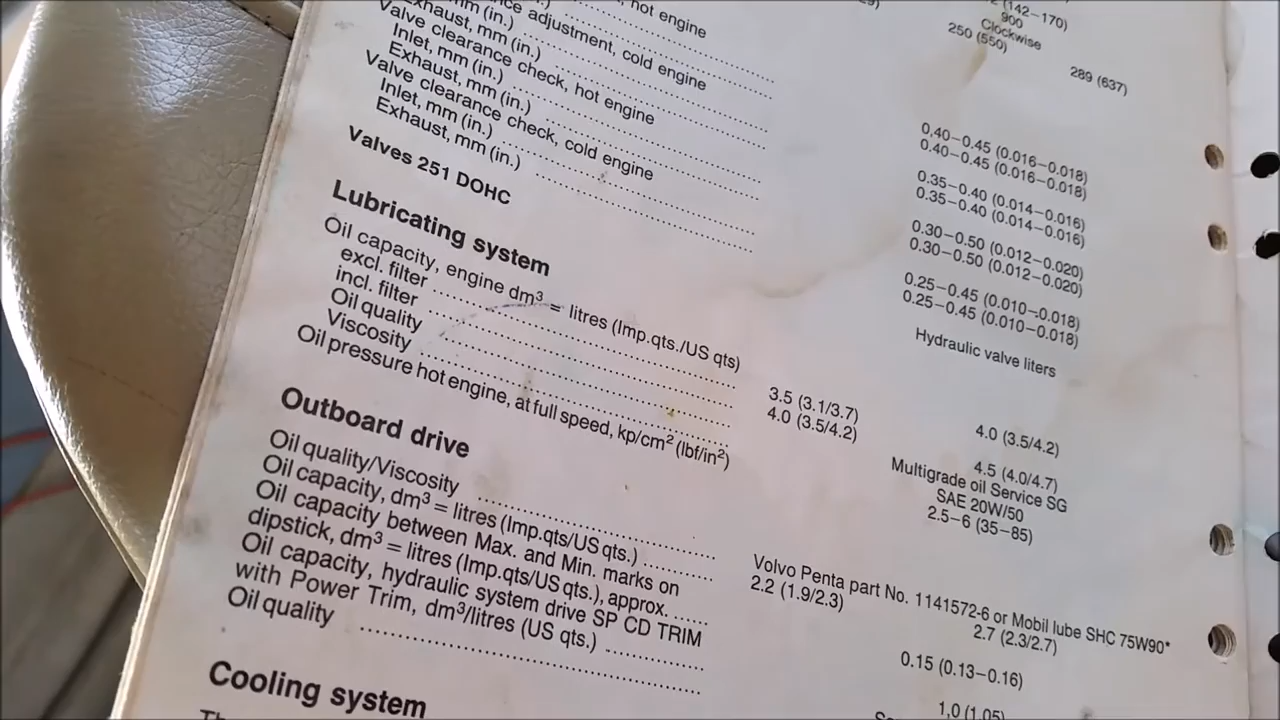 hot engine
mm (in.)
adjustment, cold engine
Exhaust, mm (in.)
Valve clearance check, hot engine
Inlet, mm (in.)
Exhaust, mm (in.)
Valve clearance check, cold engine
Inlet, mm (in.)
Exhaust, mm (in.)
Valves 251 DOHC
(142–170)
900
Clockwise
250 (550)
289 (637)
0.40–0.45 (0.016–0.018)
0.40–0.45 (0.016–0.018)
0.35–0.40 (0.014–0.016)
0.35–0.40 (0.014–0.016)
0.30–0.50 (0.012–0.020)
0.30–0.50 (0.012–0.020)
0.25–0.45 (0.010–0.018)
0.25–0.45 (0.010–0.018)
Hydraulic valve liters
Lubricating system
Oil capacity, engine dm³ = litres (Imp.qts./US qts)
excl. filter 3.5 (3.1/3.7) 4.0 (3.5/4.2)
incl. filter 4.0 (3.5/4.2) 4.5 (4.0/4.7)
Oil quality Multigrade oil Service SG
Viscosity SAE 20W/50
Oil pressure hot engine, at full speed, kp/cm² (lbf/in²) 2.5–6 (35–85)
Outboard drive
Oil quality/Viscosity Volvo Penta part No. 1141572-6 or Mobil lube SHC 75W90*
Oil capacity, dm³ = litres (Imp.qts/US qts.) 2.2 (1.9/2.3) 2.7 (2.3/2.7)
Oil capacity between Max. and Min. marks on
dipstick, dm³ = litres (Imp.qts/US qts.), approx. 0.15 (0.13–0.16)
Oil capacity, hydraulic system drive SP CD TRIM
with Power Trim, dm³/litres (US qts.) 1,0 (1.05)
Oil quality
Cooling system